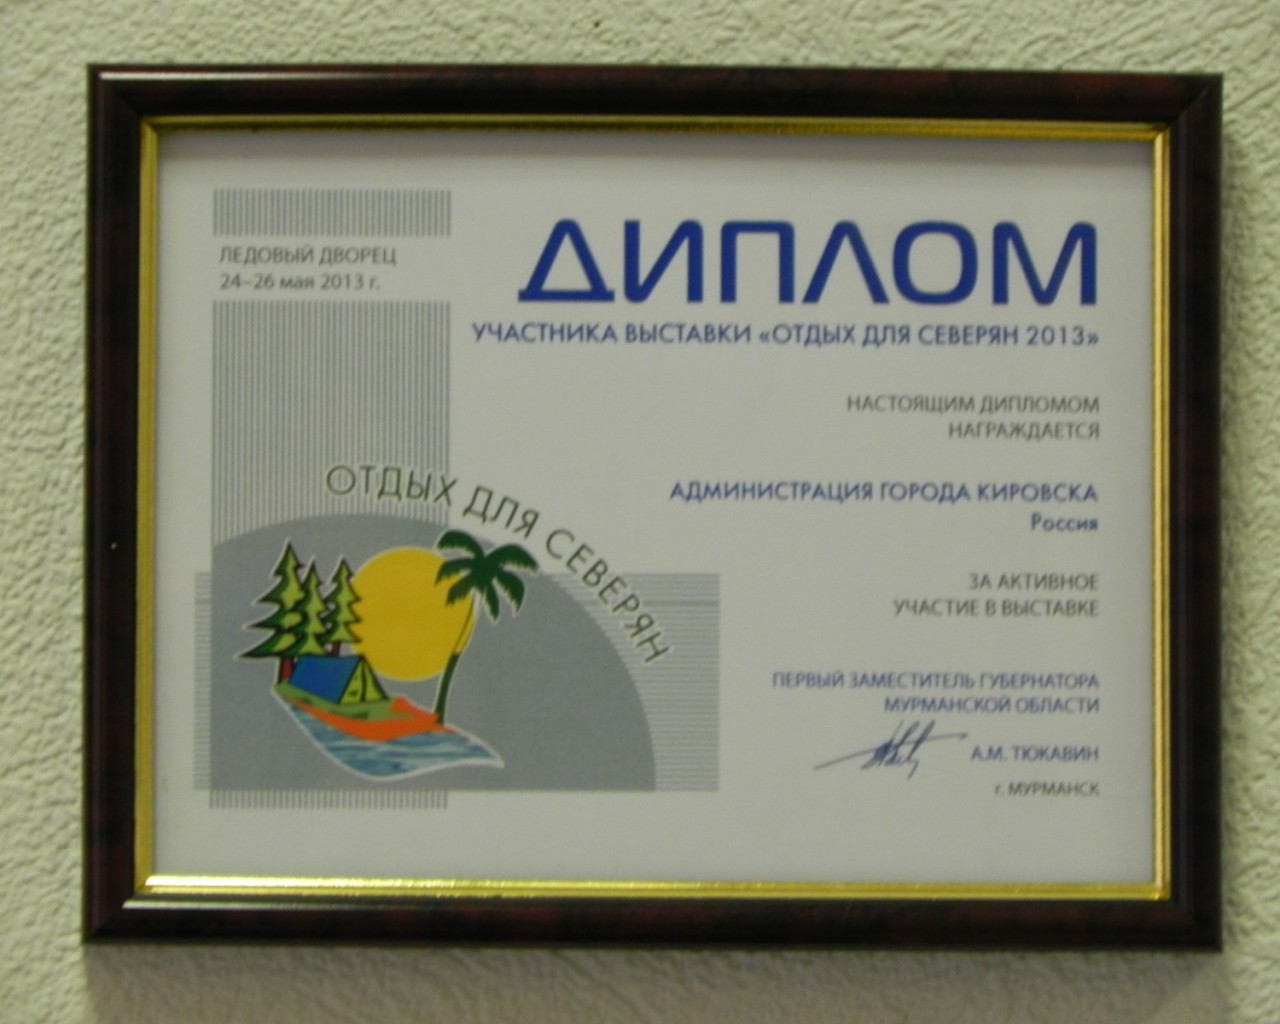 ЛЕДОВЫЙ ДВОРЕЦ
24–26 мая 2013 г.
ДИПЛОМ
УЧАСТНИКА ВЫСТАВКИ «ОТДЫХ ДЛЯ СЕВЕРЯН 2013»
НАСТОЯЩИМ ДИПЛОМОМ
НАГРАЖДАЕТСЯ
ОТДЫХ ДЛЯ СЕВЕРЯН
АДМИНИСТРАЦИЯ ГОРОДА КИРОВСКА
Россия
ЗА АКТИВНОЕ
УЧАСТИЕ В ВЫСТАВКЕ
ПЕРВЫЙ ЗАМЕСТИТЕЛЬ ГУБЕРНАТОРА
МУРМАНСКОЙ ОБЛАСТИ
А.М. ТЮКАВИН
г. МУРМАНСК